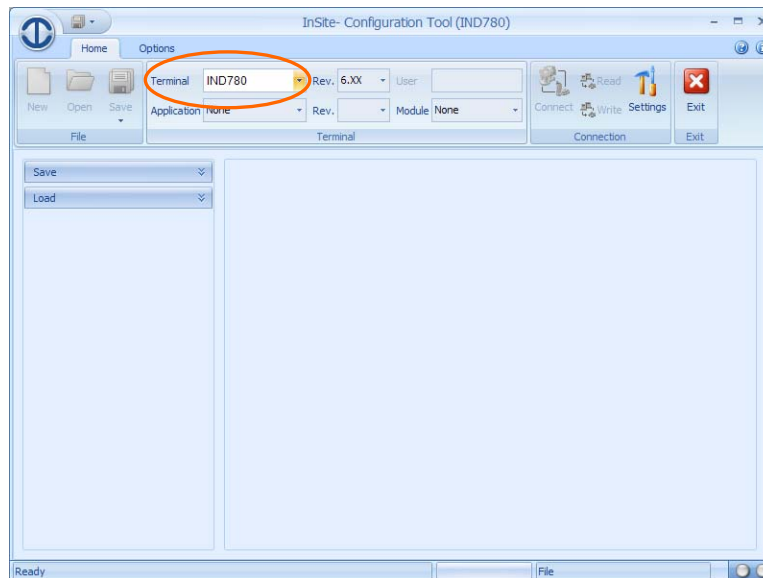 InSite- Configuration Tool (IND780)
Home Options
Terminal IND780 Rev. 6.XX User
Application None Rev. Module None
New Open Save
Connect Read Write Settings
Exit
File Terminal Connection Exit
Save
Load
Ready File